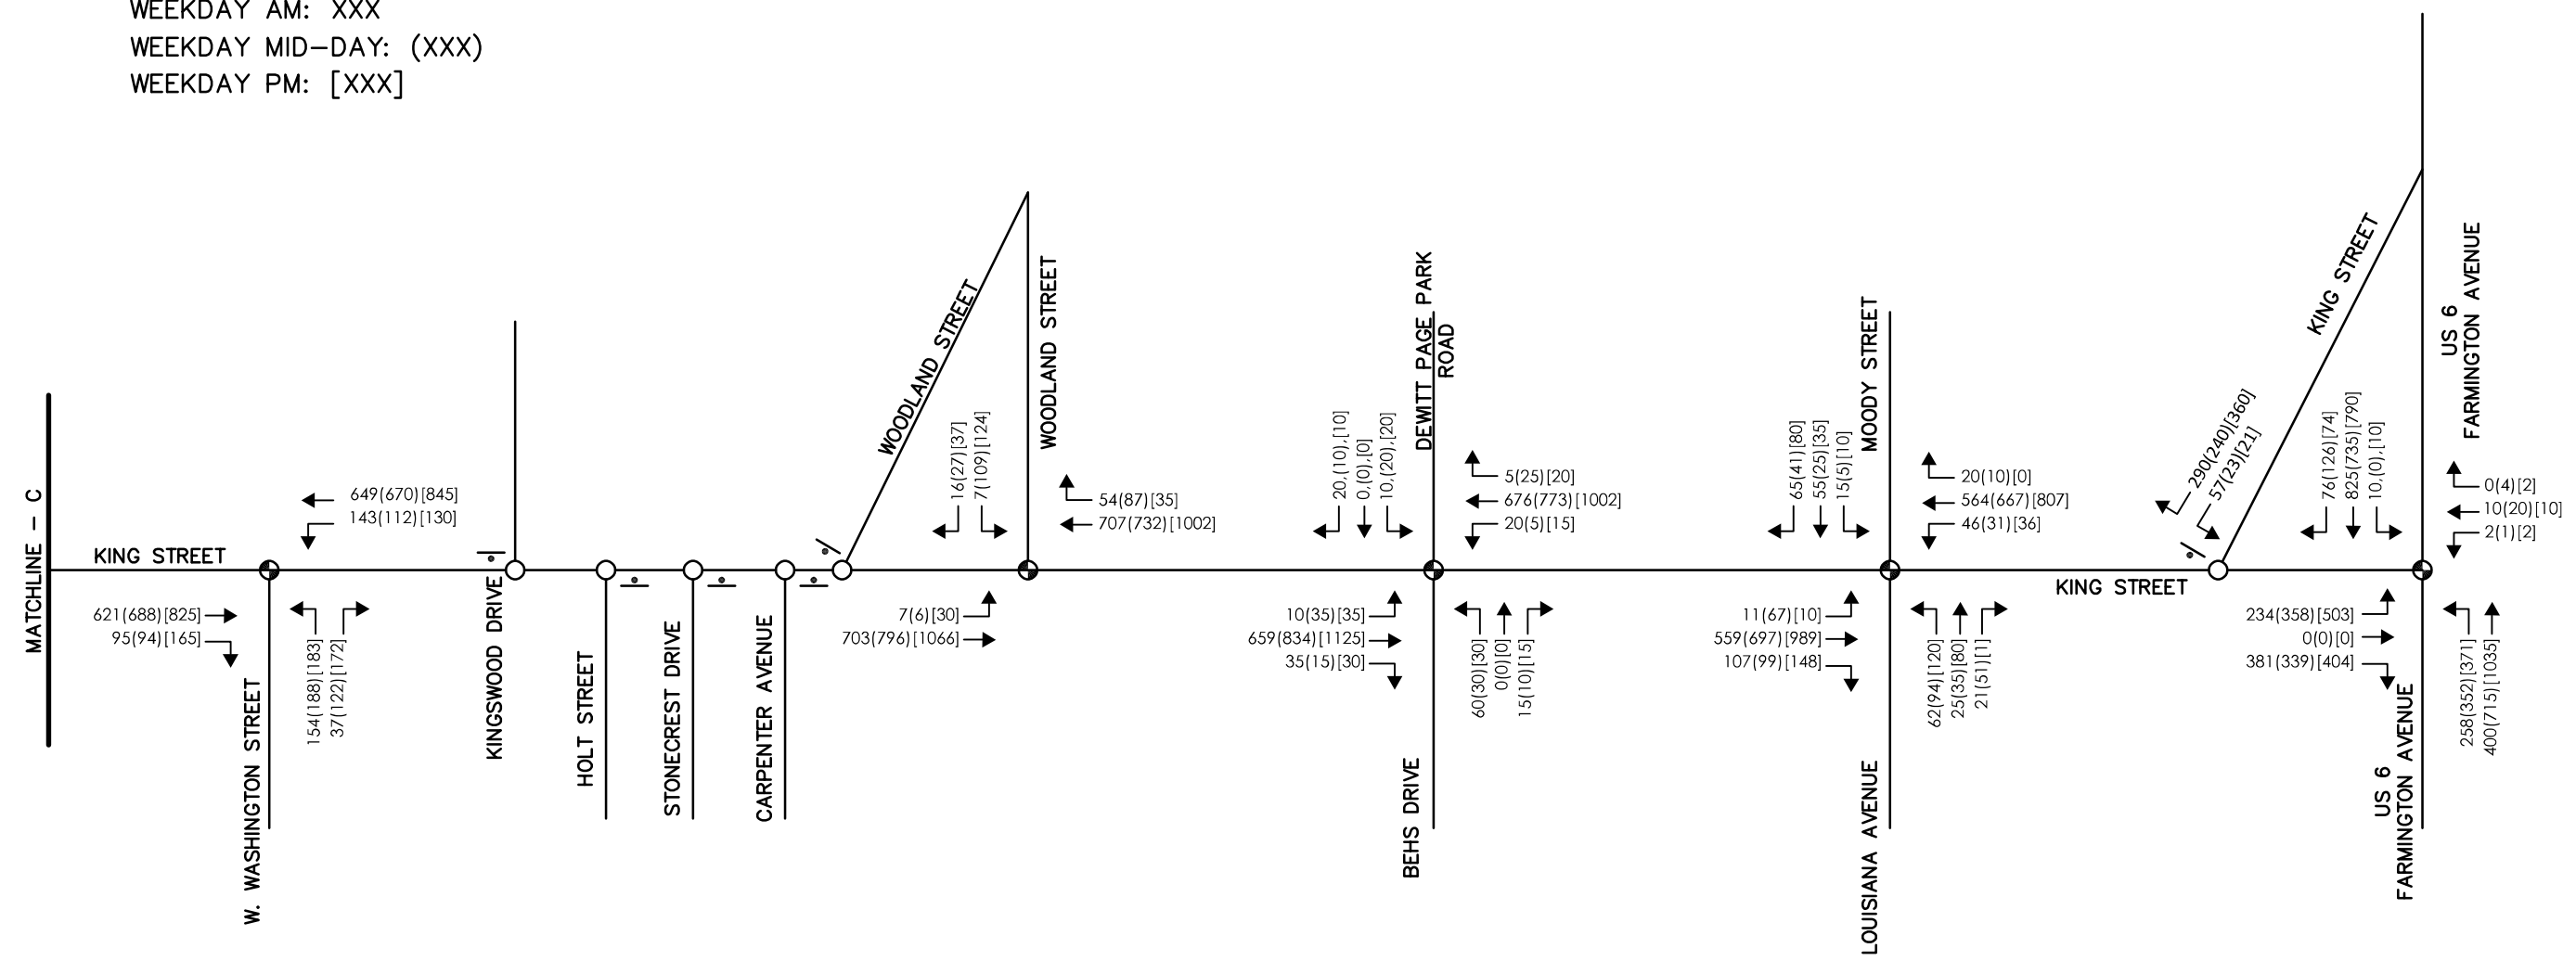 WEEKDAY AM: XXX
WEEKDAY MID-DAY: (XXX)
WEEKDAY PM: [XXX]
MATCHLINE - C
KING STREET
649(670)[845]
143(112)[130]
621(688)[825]
95(94)[165]
154(188)[183]
37(122)[172]
W. WASHINGTON STREET
KINGSWOOD DRIVE
HOLT STREET
STONECREST DRIVE
CARPENTER AVENUE
WOODLAND STREET
16(27)[37]
7(109)[124]
WOODLAND STREET
54(87)[35]
707(732)[1002]
7(6)[30]
703(796)[1066]
20,(10),[10]
0,(0),[0]
10,(20),[20]
DEWITT PAGE PARK
ROAD
5(25)[20]
676(773)[1002]
20(5)[15]
10(35)[35]
659(834)[1125]
35(15)[30]
60(30)[30]
0(0)[0]
15(10)[15]
BEHS DRIVE
65(41)[80]
55(25)[35]
15(5)[10]
MOODY STREET
20(10)[0]
564(667)[807]
46(31)[36]
11(67)[10]
559(697)[989]
107(99)[148]
62(94)[120]
25(35)[80]
21(51)[1]
LOUISIANA AVENUE
KING STREET
290(240)[360]
57(23)[21]
KING STREET
76(126)[74]
825(735)[790]
10,(0),[10]
US 6
FARMINGTON AVENUE
0(4)[2]
10(20)[10]
2(1)[2]
234(358)[503]
0(0)[0]
381(339)[404]
258(352)[371]
400(715)[1035]
US 6
FARMINGTON AVENUE